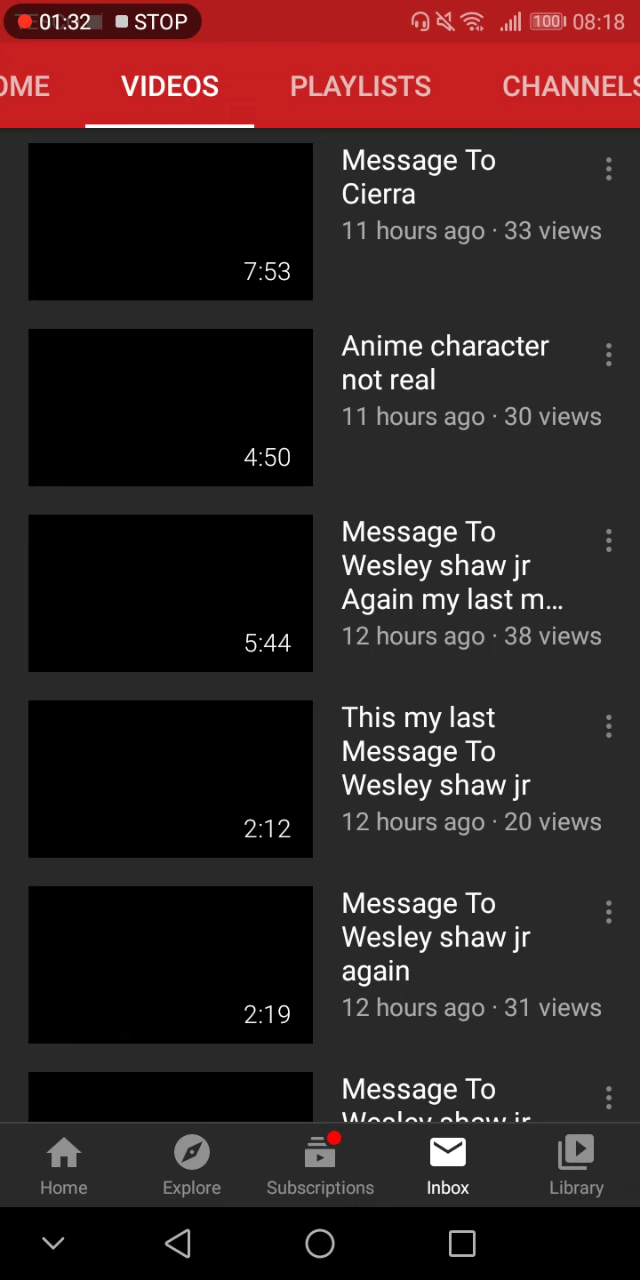 01:32 STOP 100 08:18
OME VIDEOS PLAYLISTS CHANNELS
Message To
Cierra
11 hours ago · 33 views
7:53
Anime character
not real
11 hours ago · 30 views
4:50
Message To
Wesley shaw jr
Again my last m...
12 hours ago · 38 views
5:44
This my last
Message To
Wesley shaw jr
12 hours ago · 20 views
2:12
Message To
Wesley shaw jr
again
12 hours ago · 31 views
2:19
Message To
Wesley shaw jr
Home Explore Subscriptions Inbox Library